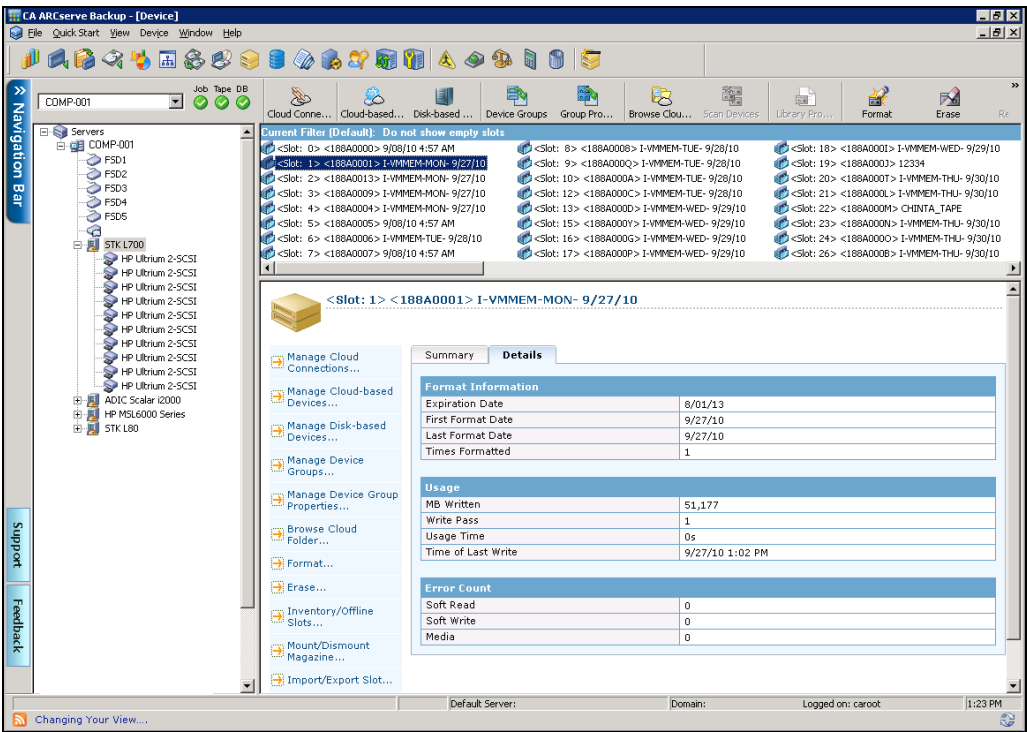 CA ARCserve Backup - [Device]
File Quick Start View Device Window Help
Navigation Bar
Support
Feedback
COMP-001
Job Tape DB
Servers
COMP-001
FSD1
FSD2
FSD3
FSD4
FSD5
STK L700
HP Ultrium 2-SCSI
HP Ultrium 2-SCSI
HP Ultrium 2-SCSI
HP Ultrium 2-SCSI
HP Ultrium 2-SCSI
HP Ultrium 2-SCSI
HP Ultrium 2-SCSI
HP Ultrium 2-SCSI
HP Ultrium 2-SCSI
HP Ultrium 2-SCSI
ADIC Scalar i2000
HP MSL6000 Series
STK L80
Cloud Conne... Cloud-based... Disk-based ... Device Groups Group Pro... Browse Clou... Scan Devices Library Pro... Format Erase Re
Current Filter (Default): Do not show empty slots
<Slot: 0> <188A0000> 9/08/10 4:57 AM
<Slot: 1> <188A0001> I-VMMEM-MON- 9/27/10
<Slot: 2> <188A0013> I-VMMEM-MON- 9/27/10
<Slot: 3> <188A0009> I-VMMEM-MON- 9/27/10
<Slot: 4> <188A0004> I-VMMEM-MON- 9/27/10
<Slot: 5> <188A0005> 9/08/10 4:57 AM
<Slot: 6> <188A0006> I-VMMEM-TUE- 9/28/10
<Slot: 7> <188A0007> 9/08/10 4:57 AM
<Slot: 8> <188A0008> I-VMMEM-TUE- 9/28/10
<Slot: 9> <188A000Q> I-VMMEM-TUE- 9/28/10
<Slot: 10> <188A000A> I-VMMEM-TUE- 9/28/10
<Slot: 12> <188A000C> I-VMMEM-TUE- 9/28/10
<Slot: 13> <188A000D> I-VMMEM-WED- 9/29/10
<Slot: 15> <188A000Y> I-VMMEM-WED- 9/29/10
<Slot: 16> <188A000G> I-VMMEM-WED- 9/29/10
<Slot: 17> <188A000P> I-VMMEM-WED- 9/29/10
<Slot: 18> <188A000I> I-VMMEM-WED- 9/29/10
<Slot: 19> <188A000J> 12334
<Slot: 20> <188A000T> I-VMMEM-THU- 9/30/10
<Slot: 21> <188A000L> I-VMMEM-THU- 9/30/10
<Slot: 22> <188A000M> CHINTA_TAPE
<Slot: 23> <188A000N> I-VMMEM-THU- 9/30/10
<Slot: 24> <188A000O> I-VMMEM-THU- 9/30/10
<Slot: 26> <188A000B> I-VMMEM-THU- 9/30/10
<Slot: 1> <188A0001> I-VMMEM-MON- 9/27/10
Manage Cloud
Connections...
Manage Cloud-based
Devices...
Manage Disk-based
Devices...
Manage Device
Groups...
Manage Device Group
Properties...
Browse Cloud
Folder...
Format...
Erase...
Inventory/Offline
Slots...
Mount/Dismount
Magazine...
Import/Export Slot...
Summary Details
Format Information
Expiration Date 8/01/13
First Format Date 9/27/10
Last Format Date 9/27/10
Times Formatted 1
Usage
MB Written 51,177
Write Pass 1
Usage Time 0s
Time of Last Write 9/27/10 1:02 PM
Error Count
Soft Read 0
Soft Write 0
Media 0
Default Server: Domain: Logged on: caroot 1:23 PM
Changing Your View....